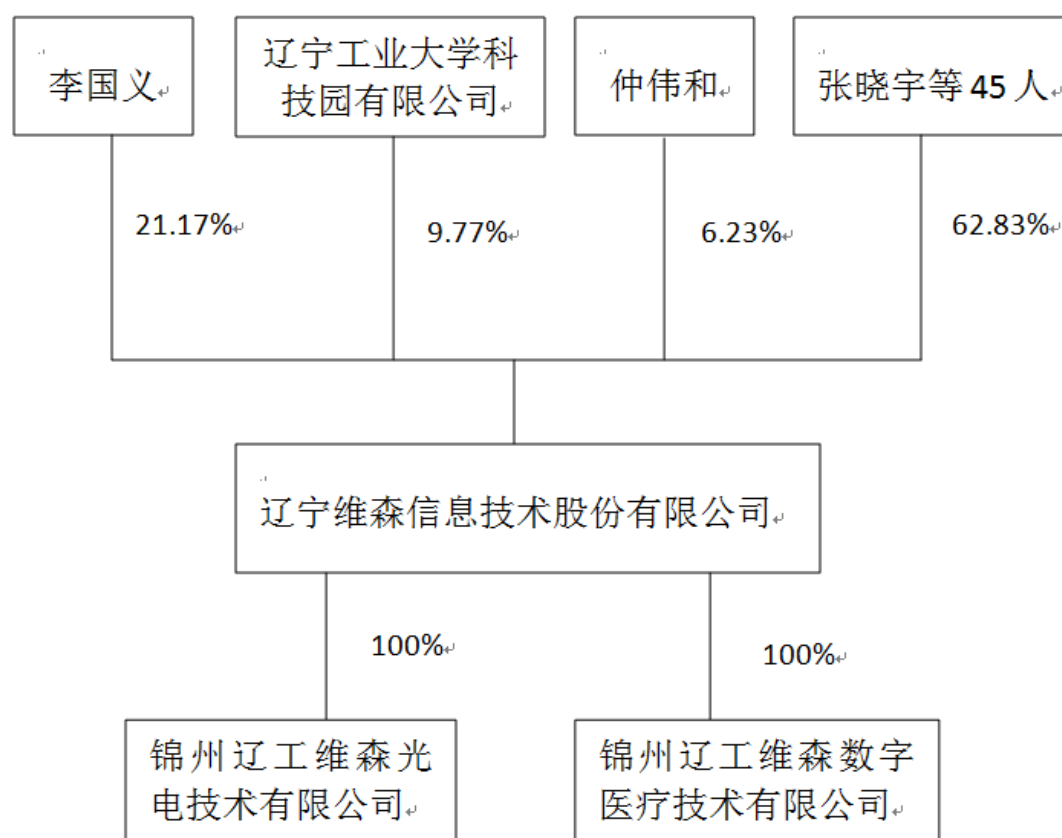 李国义
辽宁工业大学科
技园有限公司
仲伟和
张晓宇等 45 人
21.17%
9.77%
6.23%
62.83%
辽宁维森信息技术股份有限公司
100%
100%
锦州辽工维森光
电技术有限公司
锦州辽工维森数字
医疗技术有限公司